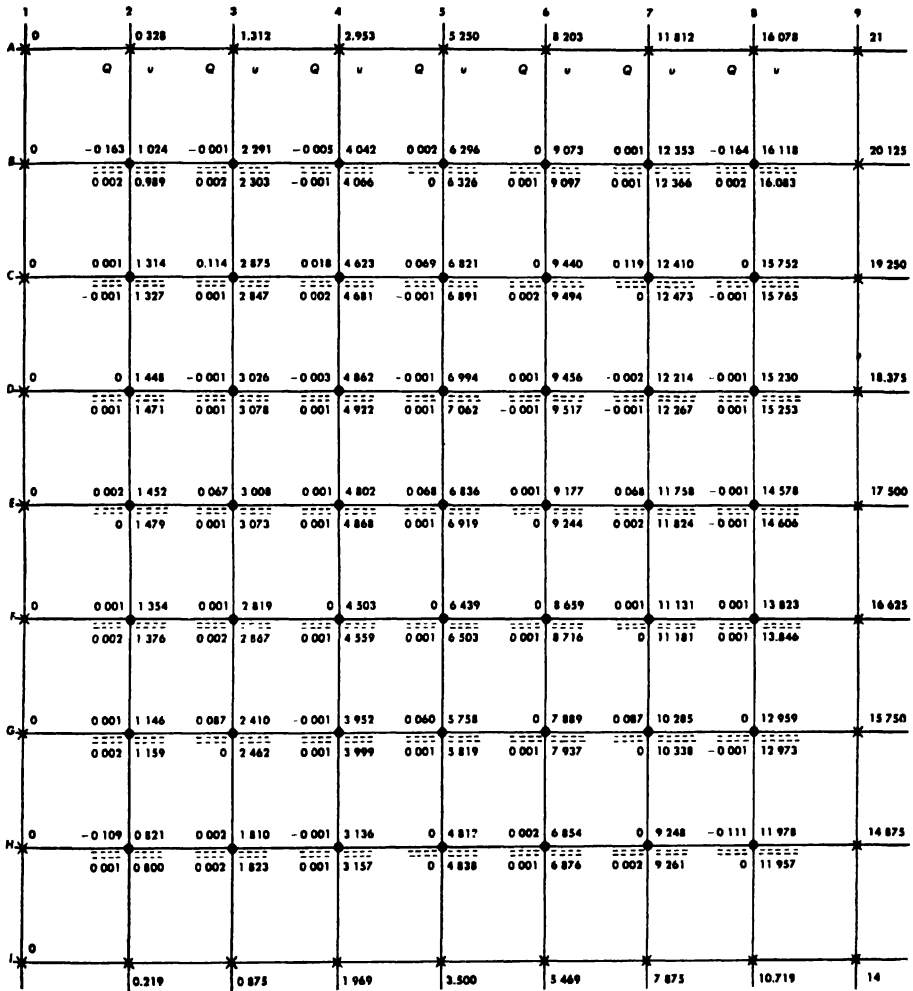 1 2 3 4 5 6 7 8 9
A 0 0 328 1.312 2.953 5 250 8 203 11 812 16 078 21
Q u Q u Q u Q u Q u Q u Q u
B 0 -0 163 1 024 -0 001 2 291 -0 005 4 042 0 002 6 296 0 9 073 0 001 12 353 -0 164 16 118 20 125
0 002 0.989 0 002 2 303 -0 001 4 066 0 6 326 0 001 9 097 0 001 12 366 0 002 16.083
C 0 0 001 1 314 0.114 2 875 0 018 4 623 0 069 6 821 0 9 440 0 119 12 410 0 15 752 19 250
-0 001 1 327 0 001 2 847 0 002 4 681 -0 001 6 891 0 002 9 494 0 12 473 -0 001 15 765
D 0 0 1 448 -0 001 3 026 -0 003 4 862 -0 001 6 994 0 001 9 456 -0 002 12 214 -0 001 15 230 18.375
0 001 1 471 0 001 3 078 0 001 4 922 0 001 7 062 -0 001 9 517 -0 001 12 267 0 001 15 253
E 0 0 002 1 452 0 067 3 008 0 001 4 802 0 068 6 836 0 001 9 177 0 068 11 758 -0 001 14 578 17 500
0 1 479 0 001 3 073 0 001 4 868 0 001 6 919 0 9 244 0 002 11 824 -0 001 14 606
F 0 0 001 1 354 0 001 2 819 0 4 503 0 6 439 0 8 659 0 001 11 131 0 001 13 823 16 625
0 002 1 376 0 002 2 867 0 001 4 559 0 001 6 503 0 001 8 716 0 11 181 0 001 13.846
G 0 0 001 1 146 0 087 2 410 -0 001 3 952 0 060 5 758 0 7 889 0 087 10 285 0 12 959 15 750
0 002 1 159 0 2 462 0 001 3 999 0 001 5 819 0 001 7 937 0 10 338 -0 001 12 973
H 0 -0 109 0 821 0 002 1 810 -0 001 3 136 0 4 817 0 002 6 854 0 9 248 -0 111 11 978 14 875
0 001 0 800 0 002 1 823 0 001 3 157 0 4 838 0 001 6 876 0 002 9 261 0 11 957
I 0
0.219 0 875 1 969 3.500 5 469 7 875 10.719 14